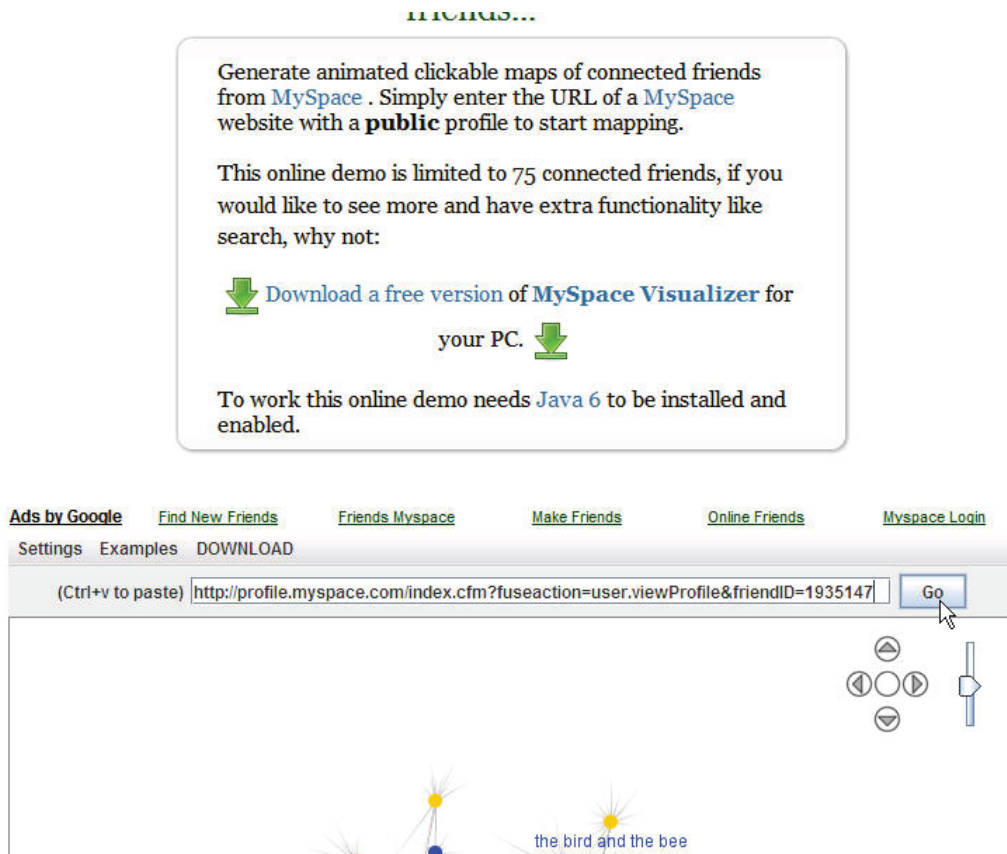 friends...
Generate animated clickable maps of connected friends
from MySpace . Simply enter the URL of a MySpace
website with a public profile to start mapping.
This online demo is limited to 75 connected friends, if you
would like to see more and have extra functionality like
search, why not:
Download a free version of MySpace Visualizer for
your PC.
To work this online demo needs Java 6 to be installed and
enabled.
Ads by Google Find New Friends Friends Myspace Make Friends Online Friends Myspace Login
Settings Examples DOWNLOAD
(Ctrl+v to paste) http://profile.myspace.com/index.cfm?fuseaction=user.viewProfile&friendID=1935147 Go
the bird and the bee